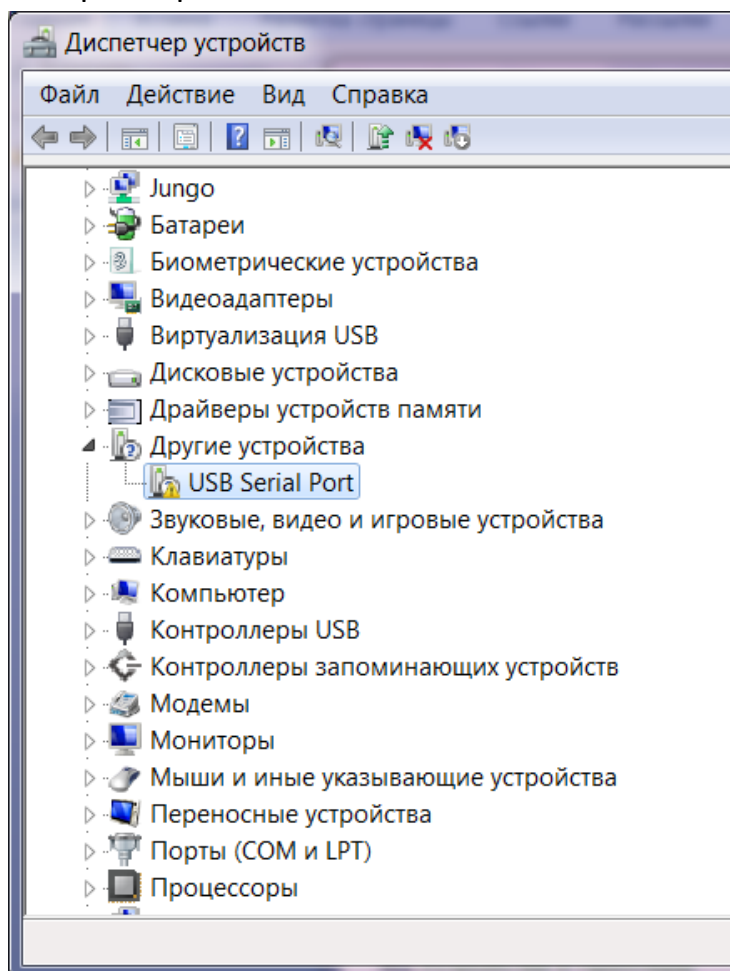 Диспетчер устройств
Файл Действие Вид Справка
Jungo
Батареи
Биометрические устройства
Видеоадаптеры
Виртуализация USB
Дисковые устройства
Драйверы устройств памяти
Другие устройства
USB Serial Port
Звуковые, видео и игровые устройства
Клавиатуры
Компьютер
Контроллеры USB
Контроллеры запоминающих устройств
Модемы
Мониторы
Мыши и иные указывающие устройства
Переносные устройства
Порты (COM и LPT)
Процессоры